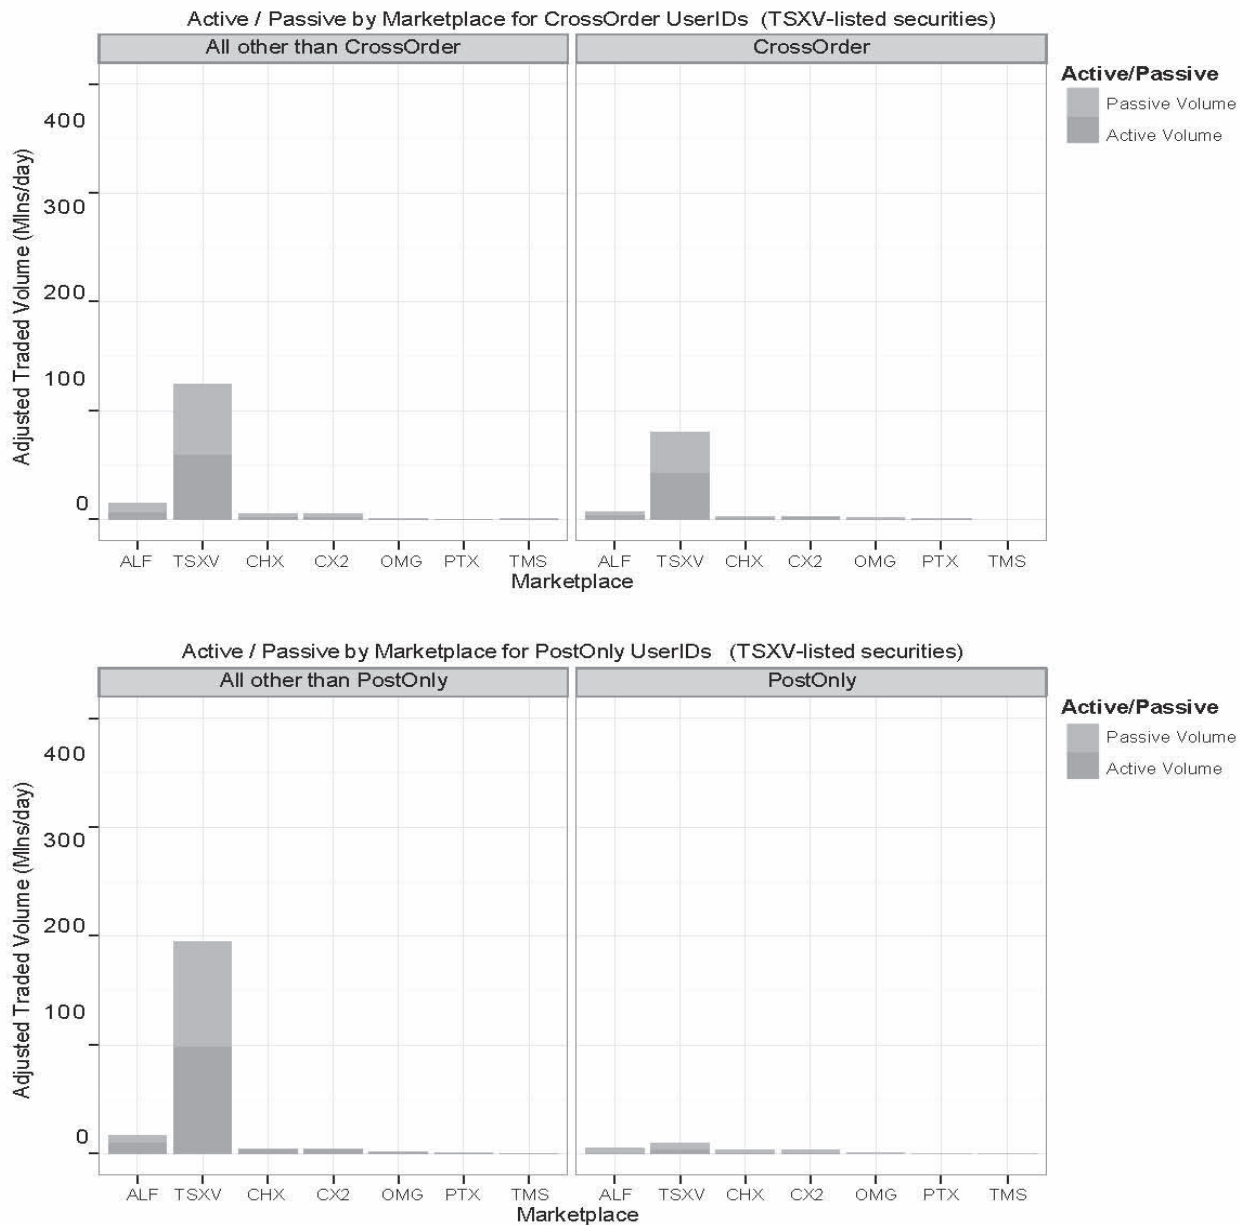 Active / Passive by Marketplace for CrossOrder UserIDs (TSXV-listed securities)
All other than CrossOrder
CrossOrder
Active/Passive
Passive Volume
Active Volume
Adjusted Traded Volume (Mlns/day)
400
300
200
100
0
ALF TSXV CHX CX2 OMG PTX TMS
ALF TSXV CHX CX2 OMG PTX TMS
Marketplace
Active / Passive by Marketplace for PostOnly UserIDs (TSXV-listed securities)
All other than PostOnly
PostOnly
Active/Passive
Passive Volume
Active Volume
Adjusted Traded Volume (Mlns/day)
400
300
200
100
0
ALF TSXV CHX CX2 OMG PTX TMS
ALF TSXV CHX CX2 OMG PTX TMS
Marketplace